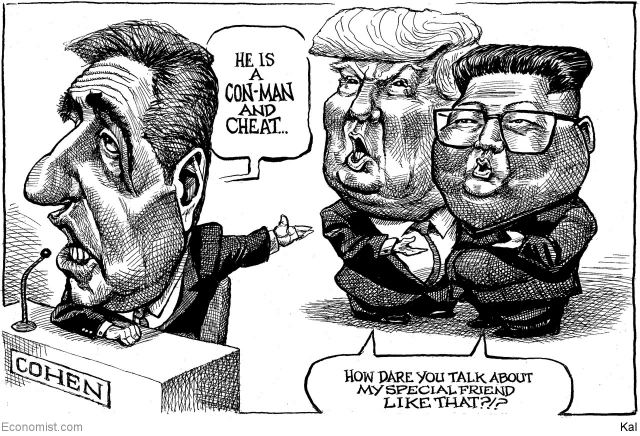 HE IS
A
CON-MAN
AND
CHEAT...
COHEN
HOW DARE YOU TALK ABOUT
MY SPECIAL FRIEND
LIKE THAT?!?
Economist.com
Kal